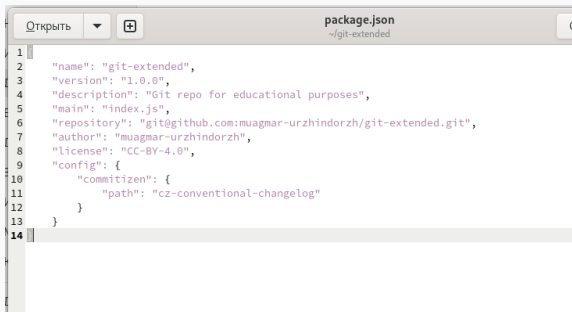 Открыть
package.json
~/git-extended
1 {
2 "name": "git-extended",
3 "version": "1.0.0",
4 "description": "Git repo for educational purposes",
5 "main": "index.js",
6 "repository": "git@github.com:muagmar-urzhindorzh/git-extended.git",
7 "author": "muagmar-urzhindorzh",
8 "license": "CC-BY-4.0",
9 "config": {
10 "commitizen": {
11 "path": "cz-conventional-changelog"
12 }
13 }
14 }